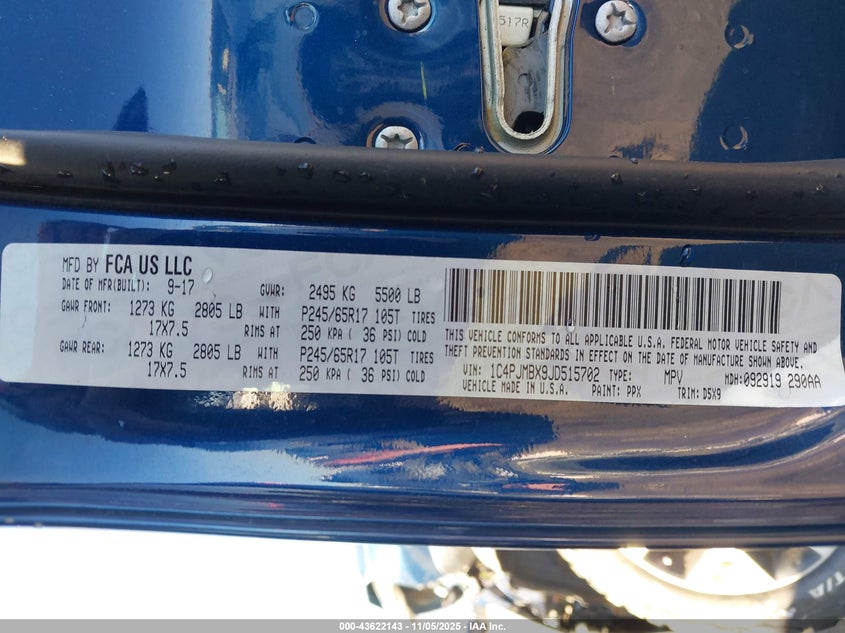 517R
MFD BY FCA US LLC
DATE OF MFR(BUILT): 9-17 GVWR: 2495 KG 5500 LB
GAWR FRONT: 1273 KG 2805 LB WITH P245/65R17 105T TIRES
17X7.5 RIMS AT 250 KPA ( 36 PSI) COLD
GAWR REAR: 1273 KG 2805 LB WITH P245/65R17 105T TIRES
17X7.5 RIMS AT 250 KPA ( 36 PSI) COLD
THIS VEHICLE CONFORMS TO ALL APPLICABLE U.S.A. FEDERAL MOTOR VEHICLE SAFETY AND
THEFT PREVENTION STANDARDS IN EFFECT ON THE DATE OF MANUFACTURE SHOWN ABOVE.
VIN: 1C4PJMBX9JD515702 TYPE: MPV MDH: 092919 290AA
VEHICLE MADE IN U.S.A. PAINT: PPX TRIM: D5X9
T/A
000-43622143 - 11/05/2025 - IAA Inc.